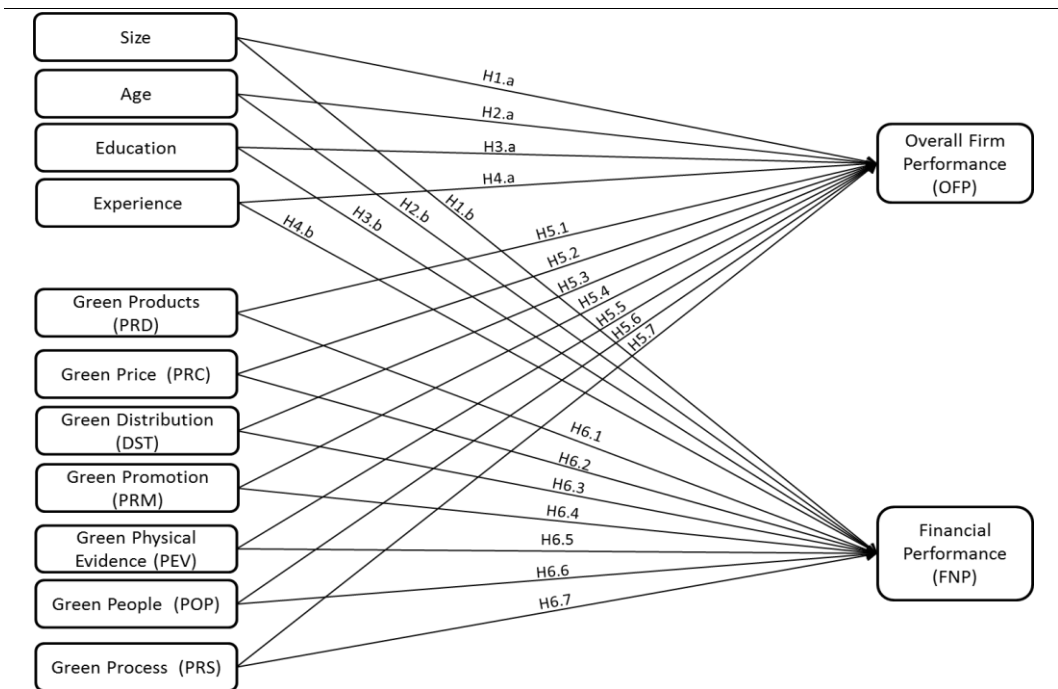 Size
Age
Education
Experience
Green Products
(PRD)
Green Price (PRC)
Green Distribution
(DST)
Green Promotion
(PRM)
Green Physical
Evidence (PEV)
Green People (POP)
Green Process (PRS)
H1.a
H2.a
H3.a
H4.a
H1.b
H2.b
H3.b
H4.b
H5.1
H5.2
H5.3
H5.4
H5.5
H5.6
H5.7
H6.1
H6.2
H6.3
H6.4
H6.5
H6.6
H6.7
Overall Firm
Performance
(OFP)
Financial
Performance
(FNP)